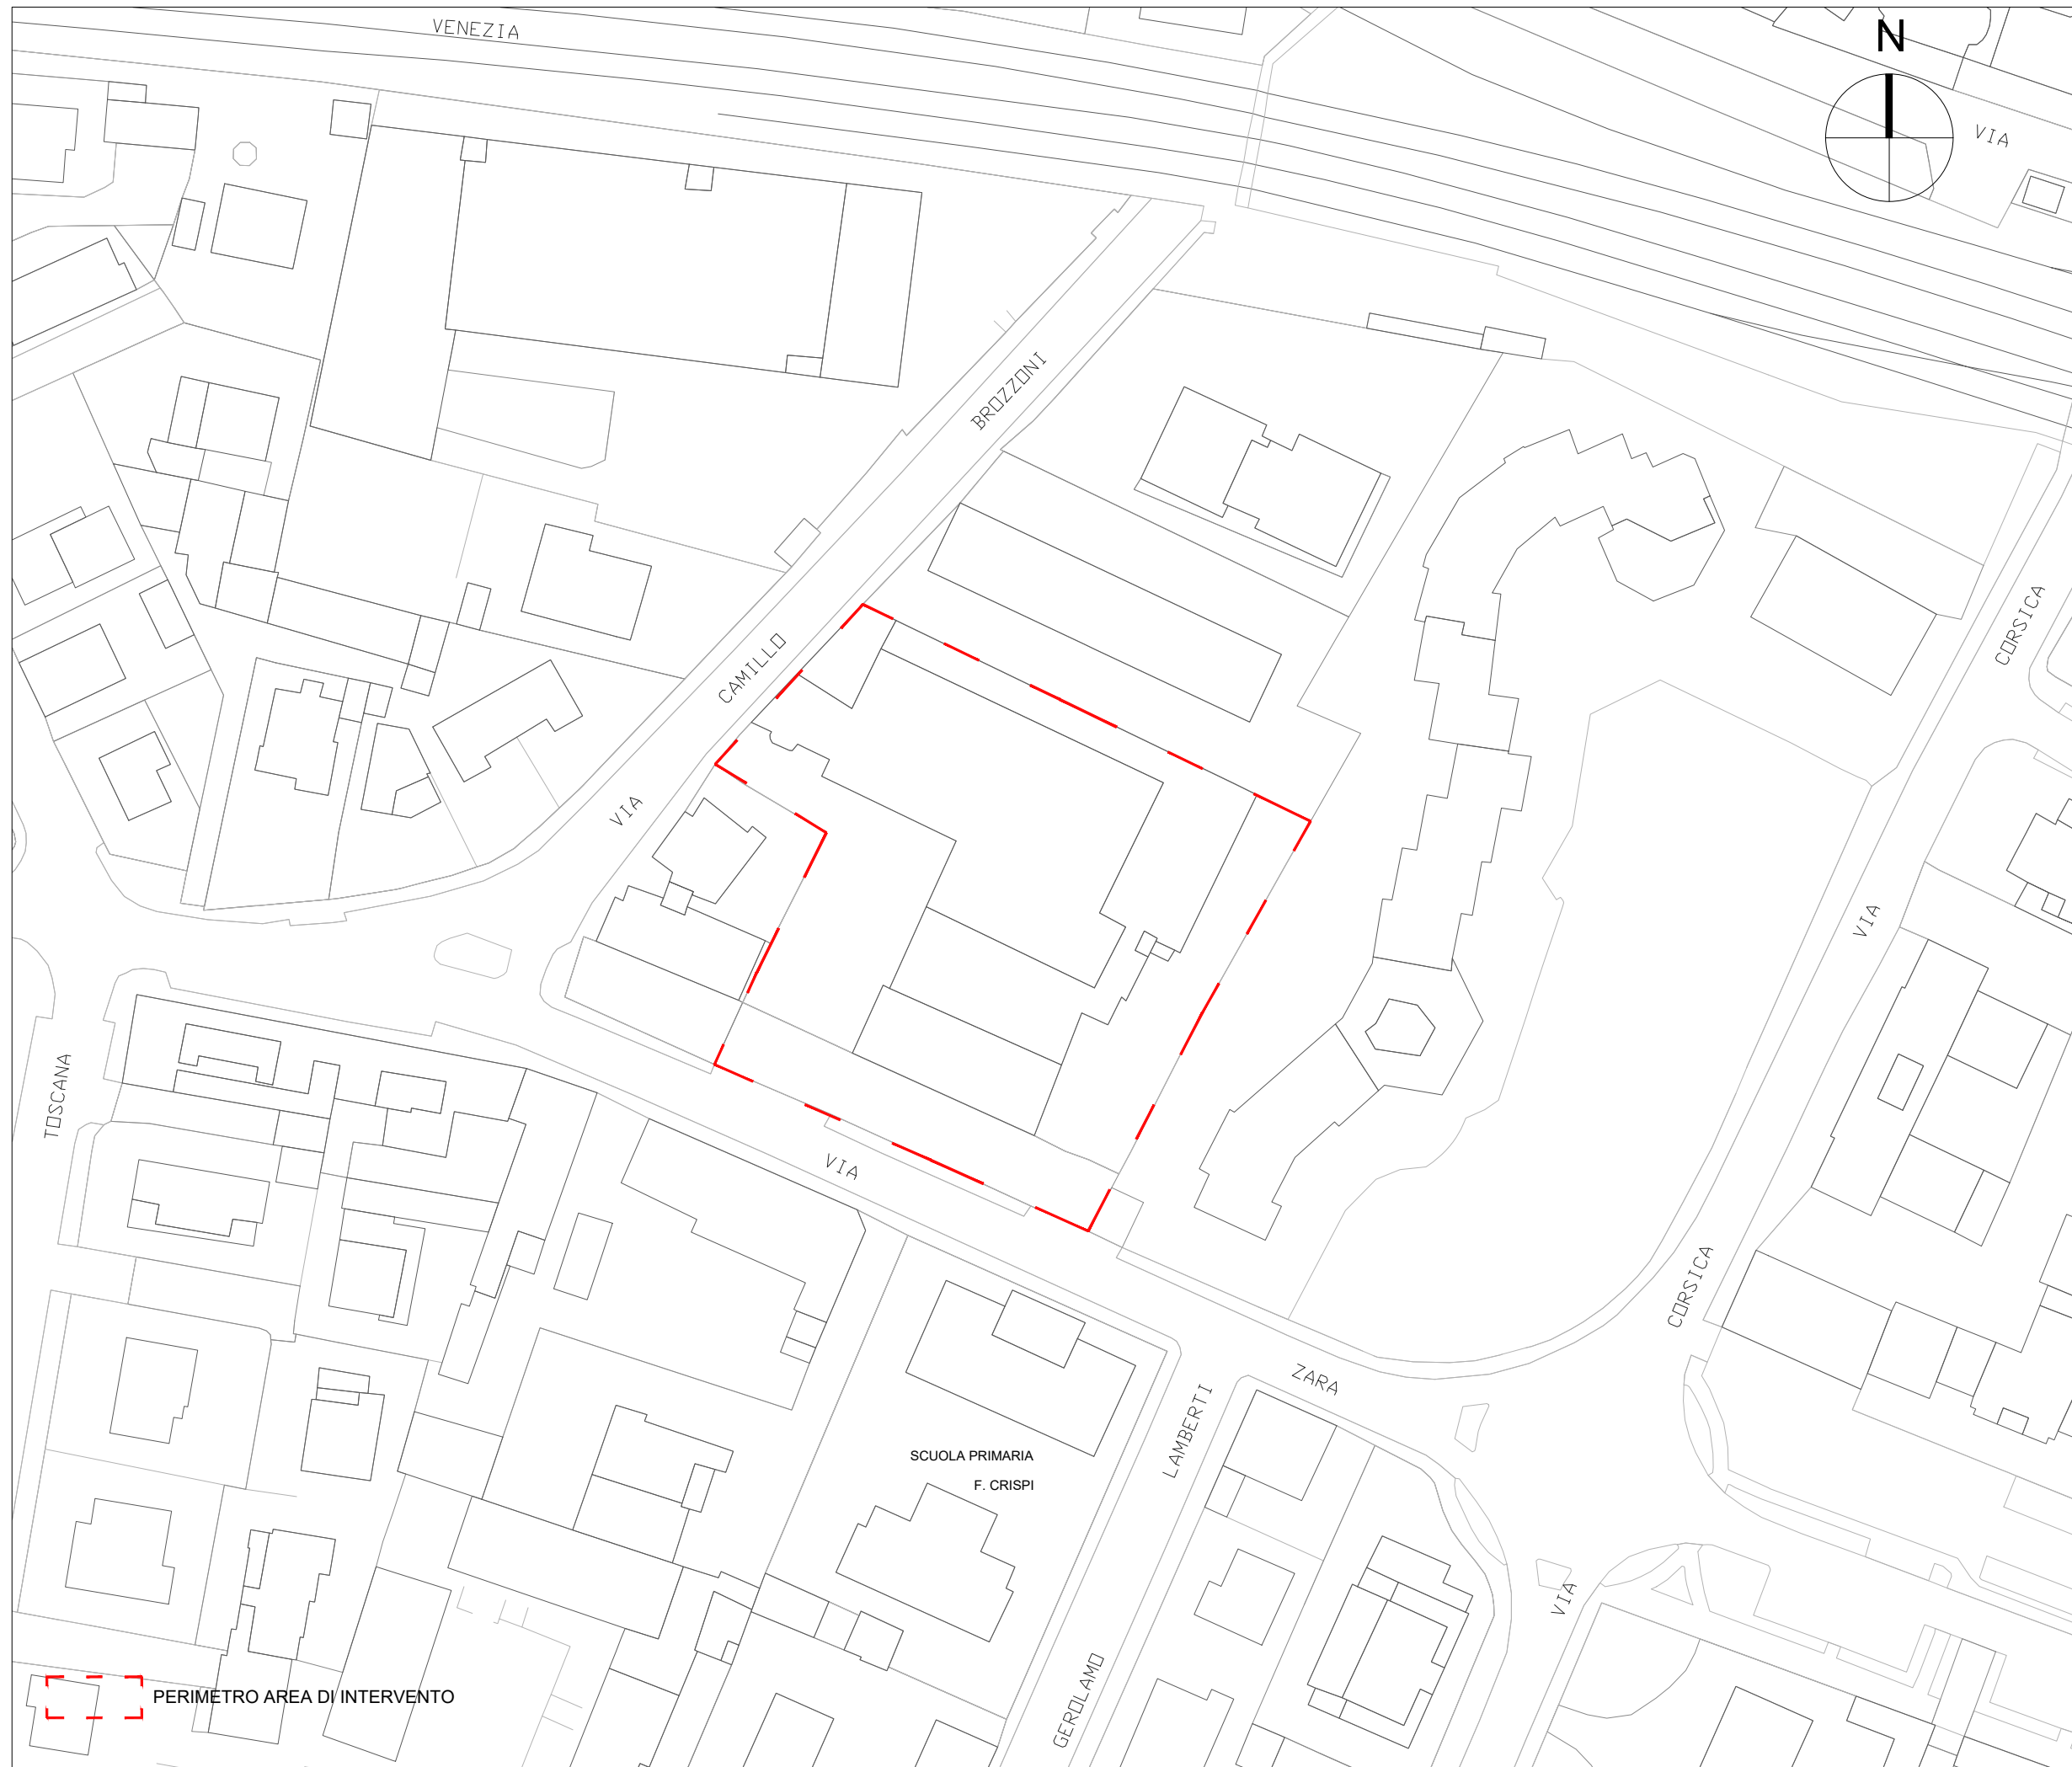 VENEZIA
N
VIA
BROZZONI
CAMILLO
VIA
CORSICA
VIA
CORSICA
TOSCANA
VIA
ZARA
LAMBERTI
SCUOLA PRIMARIA
F. CRISPI
VIA
GEROLAMO
PERIMETRO AREA DI INTERVENTO